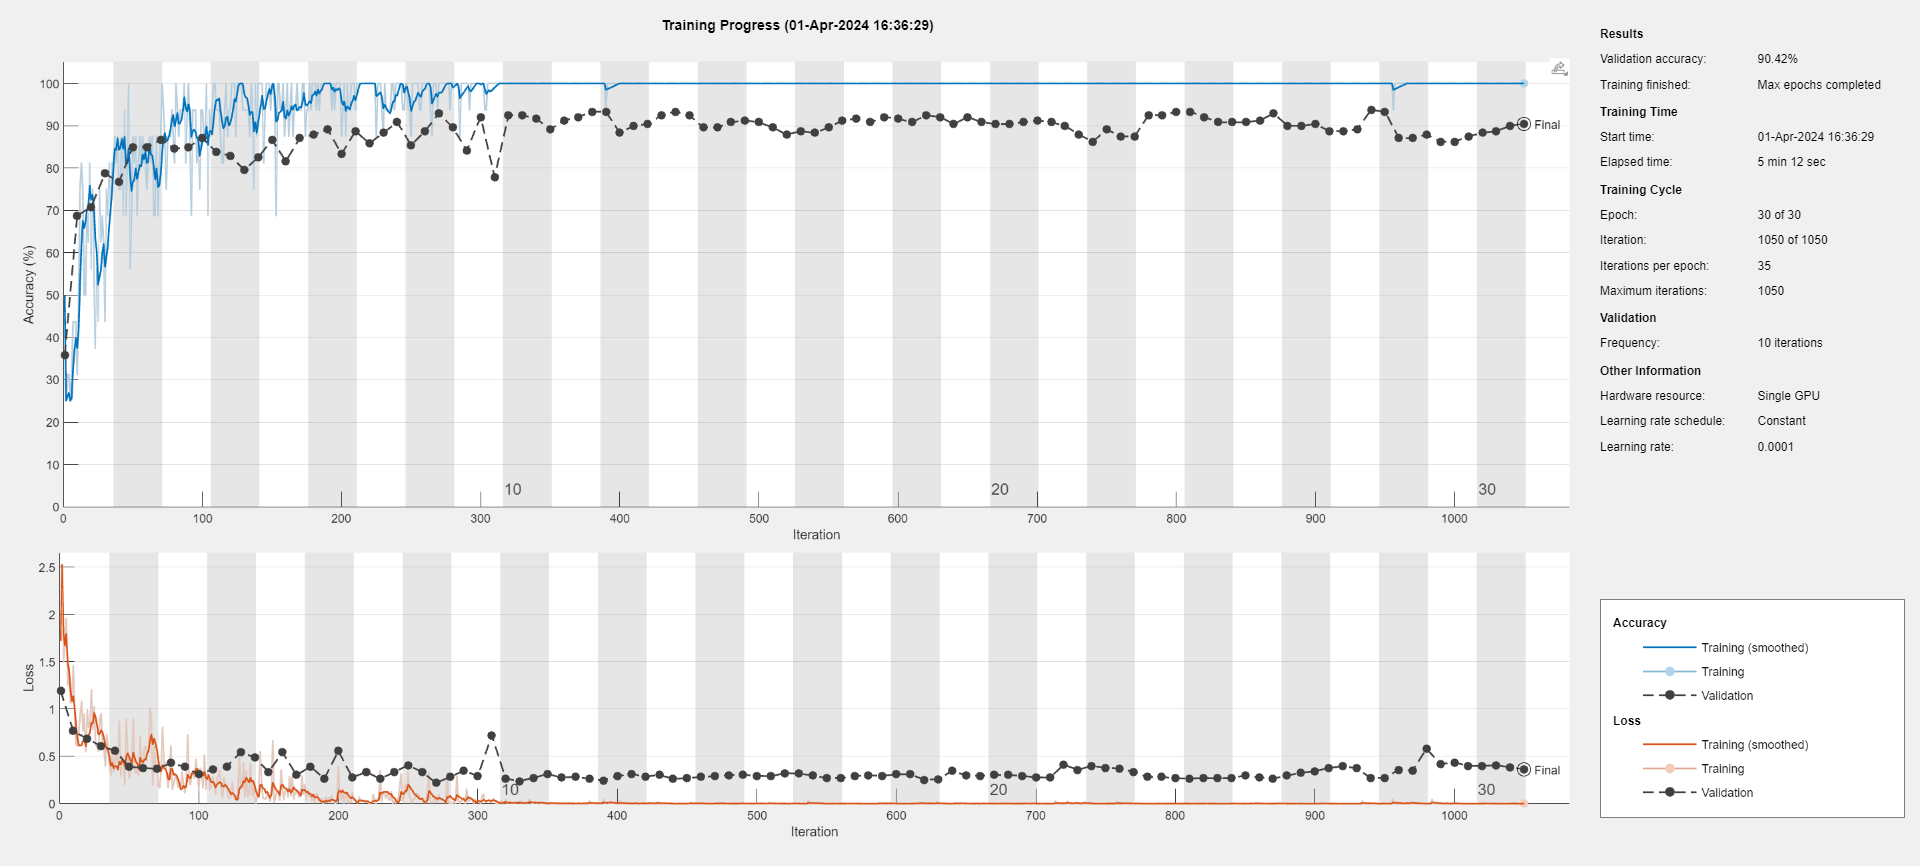 Training Progress (01-Apr-2024 16:36:29)
Accuracy (%)
100
90
80
70
60
50
40
30
20
10
0
10
20
30
Final
0
100
200
300
400
500
600
700
800
900
1000
Iteration
Loss
2.5
2
1.5
1
0.5
0
10
20
30
Final
0
100
200
300
400
500
600
700
800
900
1000
Iteration
Results
Validation accuracy: 90.42%
Training finished: Max epochs completed
Training Time
Start time: 01-Apr-2024 16:36:29
Elapsed time: 5 min 12 sec
Training Cycle
Epoch: 30 of 30
Iteration: 1050 of 1050
Iterations per epoch: 35
Maximum iterations: 1050
Validation
Frequency: 10 iterations
Other Information
Hardware resource: Single GPU
Learning rate schedule: Constant
Learning rate: 0.0001
Accuracy
Training (smoothed)
Training
Validation
Loss
Training (smoothed)
Training
Validation